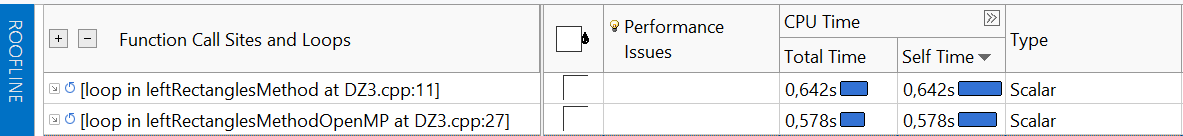 ROOFLINE
+ - Function Call Sites and Loops
Performance
Issues
CPU Time
Total Time
Self Time
Type
[loop in leftRectanglesMethod at DZ3.cpp:11] 0,642s 0,642s Scalar
[loop in leftRectanglesMethodOpenMP at DZ3.cpp:27] 0,578s 0,578s Scalar